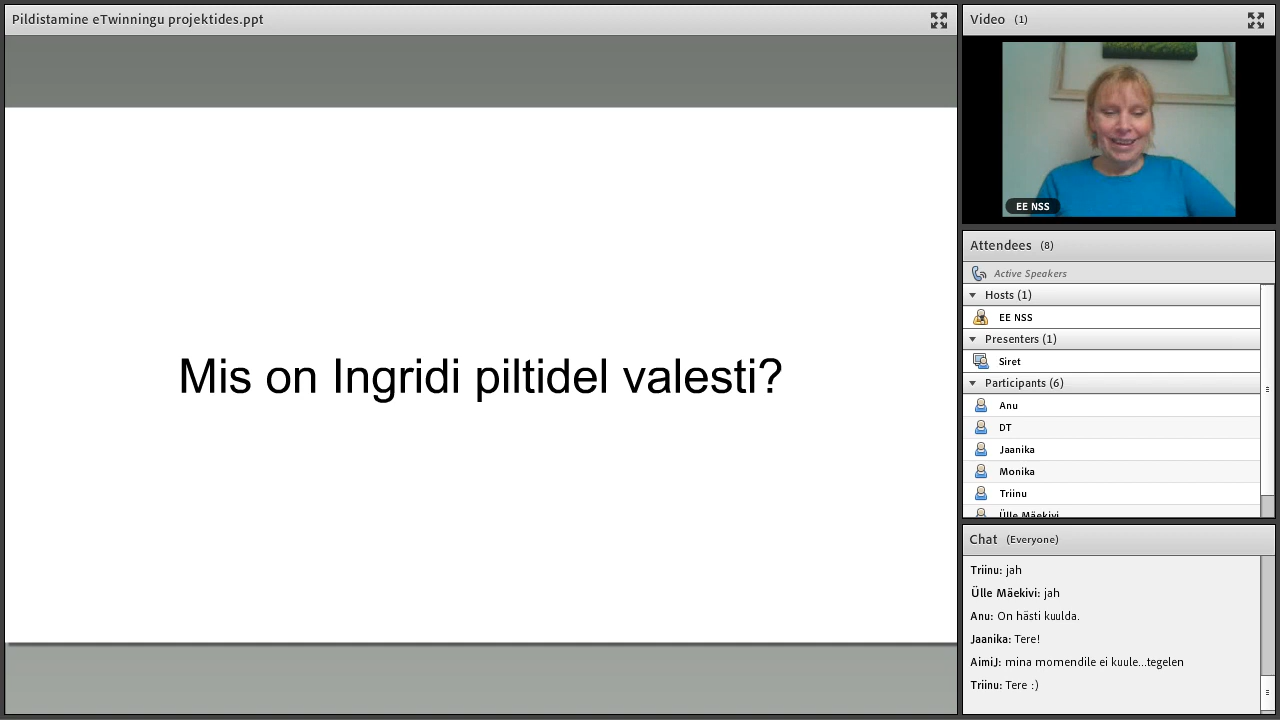 Pildistamine eTwinningu projektides.ppt
Mis on Ingridi piltidel valesti?
Video (1)
EE NSS
Attendees (8)
Active Speakers
Hosts (1)
EE NSS
Presenters (1)
Siret
Participants (6)
Anu
DT
Jaanika
Monika
Triinu
Ülle Mäekivi
Chat (Everyone)
Triinu: jah
Ülle Mäekivi: jah
Anu: On hästi kuulda.
Jaanika: Tere!
AimiJ: mina momendile ei kuule...tegelen
Triinu: Tere :)